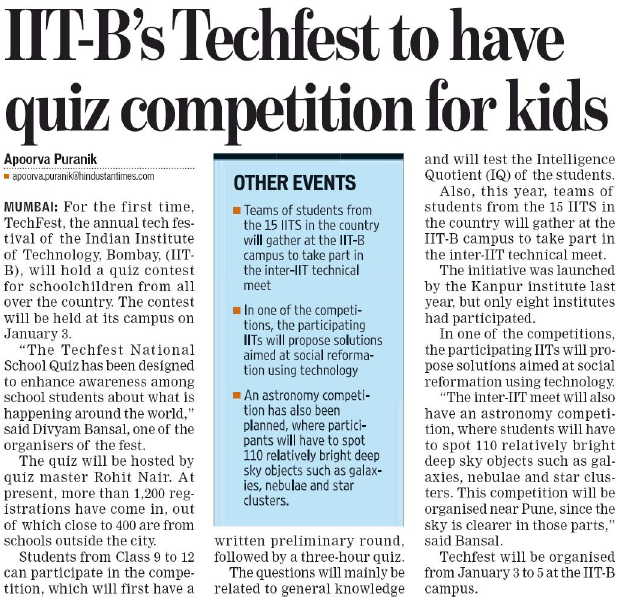 IIT-B's Techfest to have
quiz competition for kids
Apoorva Puranik
apoorva.puranik@hindustantimes.com
MUMBAI: For the first time,
TechFest, the annual tech fes-
tival of the Indian Institute
of Technology, Bombay, (IIT-
B), will hold a quiz contest
for schoolchildren from all
over the country. The contest
will be held at its campus on
January 3.
“The Techfest National
School Quiz has been designed
to enhance awareness among
school students about what is
happening around the world,”
said Divyam Bansal, one of the
organisers of the fest.
The quiz will be hosted by
quiz master Rohit Nair. At
present, more than 1,200 reg-
istrations have come in, out
of which close to 400 are from
schools outside the city.
Students from Class 9 to 12
can participate in the compe-
tition, which will first have a
OTHER EVENTS
Teams of students from
the 15 IITS in the country
will gather at the IIT-B
campus to take part in
the inter-IIT technical
meet
In one of the competi-
tions, the participating
IITs will propose solutions
aimed at social reforma-
tion using technology
An astronomy competi-
tion has also been
planned, where partici-
pants will have to spot
110 relatively bright deep
sky objects such as galax-
ies, nebulae and star
clusters.
written preliminary round,
followed by a three-hour quiz.
The questions will mainly be
related to general knowledge
and will test the Intelligence
Quotient (IQ) of the students.
Also, this year, teams of
students from the 15 IITS in
the country will gather at the
IIT-B campus to take part in
the inter-IIT technical meet.
The initiative was launched
by the Kanpur institute last
year, but only eight institutes
had participated.
In one of the competitions,
the participating IITs will pro-
pose solutions aimed at social
reformation using technology.
“The inter-IIT meet will also
have an astronomy competi-
tion, where students will have
to spot 110 relatively bright
deep sky objects such as gal-
axies, nebulae and star clus-
ters. This competition will be
organised near Pune, since the
sky is clearer in those parts,”
said Bansal.
Techfest will be organised
from January 3 to 5 at the IIT-B
campus.